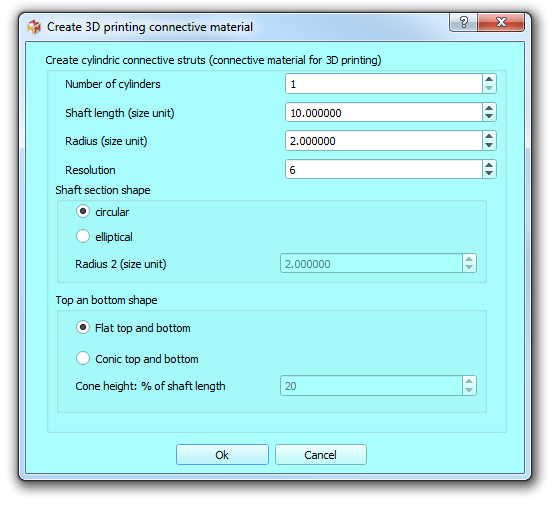 Create 3D printing connective material
?
Create cylindric connective struts (connective material for 3D printing)
Number of cylinders 1
Shaft length (size unit) 10.000000
Radius (size unit) 2.000000
Resolution 6
Shaft section shape
circular
elliptical
Radius 2 (size unit) 2.000000
Top an bottom shape
Flat top and bottom
Conic top and bottom
Cone height: % of shaft length 20
Ok Cancel